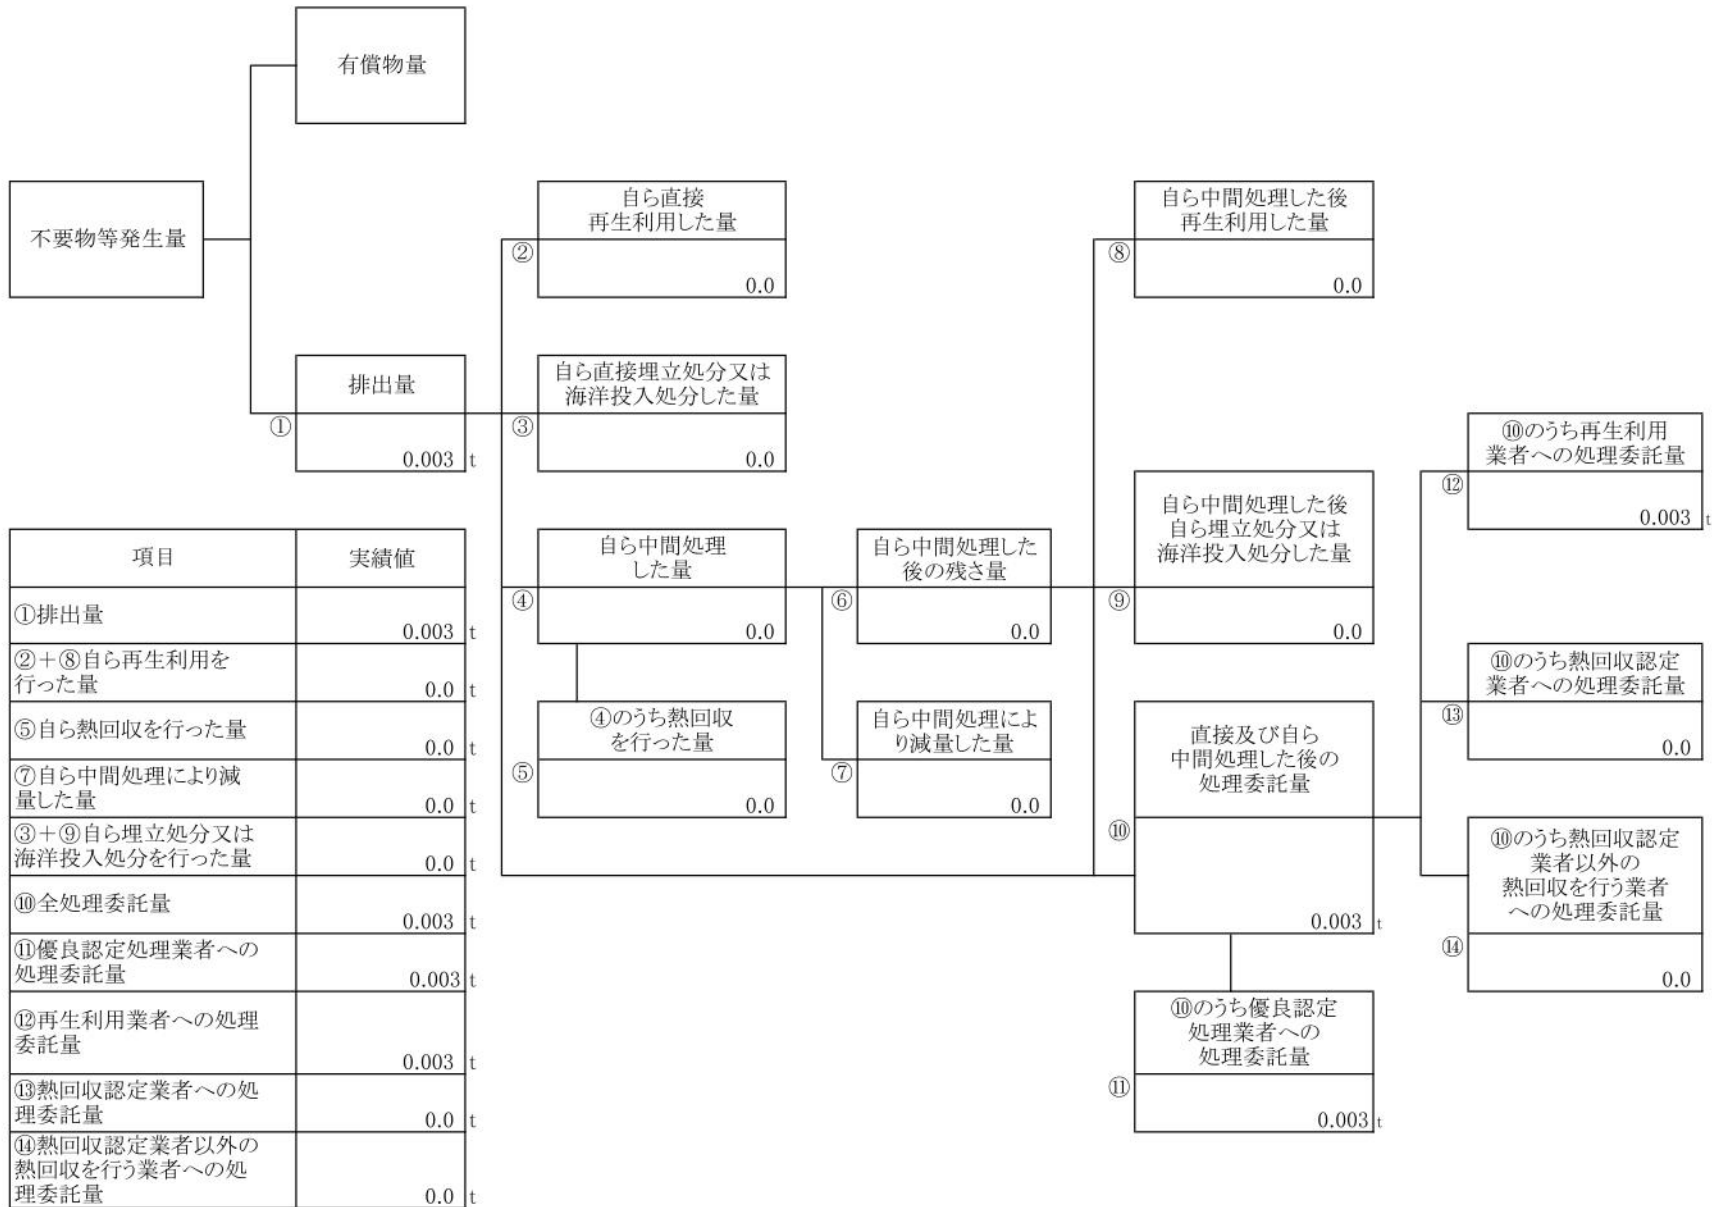 有償物量
不要物等発生量
自ら直接
再生利用した量
②
0.0
自ら中間処理した後
再生利用した量
⑧
0.0
排出量
①
0.003 t
自ら直接埋立処分又は
海洋投入処分した量
③
0.0
⑩のうち再生利用
業者への処理委託量
⑫
0.003 t
自ら中間処理
した量
④
0.0
自ら中間処理した
後の残さ量
⑥
0.0
自ら中間処理した後
自ら埋立処分又は
海洋投入処分した量
⑨
0.0
⑩のうち熱回収認定
業者への処理委託量
⑬
0.0
④のうち熱回収
を行った量
⑤
0.0
自ら中間処理によ
り減量した量
⑦
0.0
直接及び自ら
中間処理した後の
処理委託量
⑩
0.003 t
⑩のうち熱回収認定
業者以外の
熱回収を行う業者
への処理委託量
⑭
0.0
⑩のうち優良認定
処理業者への
処理委託量
⑪
0.003 t
項目 実績値
①排出量
0.003 t
②＋⑧自ら再生利用を
行った量
0.0 t
⑤自ら熱回収を行った量
0.0 t
⑦自ら中間処理により減
量した量
0.0 t
③＋⑨自ら埋立処分又は
海洋投入処分を行った量
0.0 t
⑩全処理委託量
0.003 t
⑪優良認定処理業者への
処理委託量
0.003 t
⑫再生利用業者への処理
委託量
0.003 t
⑬熱回収認定業者への処
理委託量
0.0 t
⑭熱回収認定業者以外の
熱回収を行う業者への処
理委託量
0.0 t